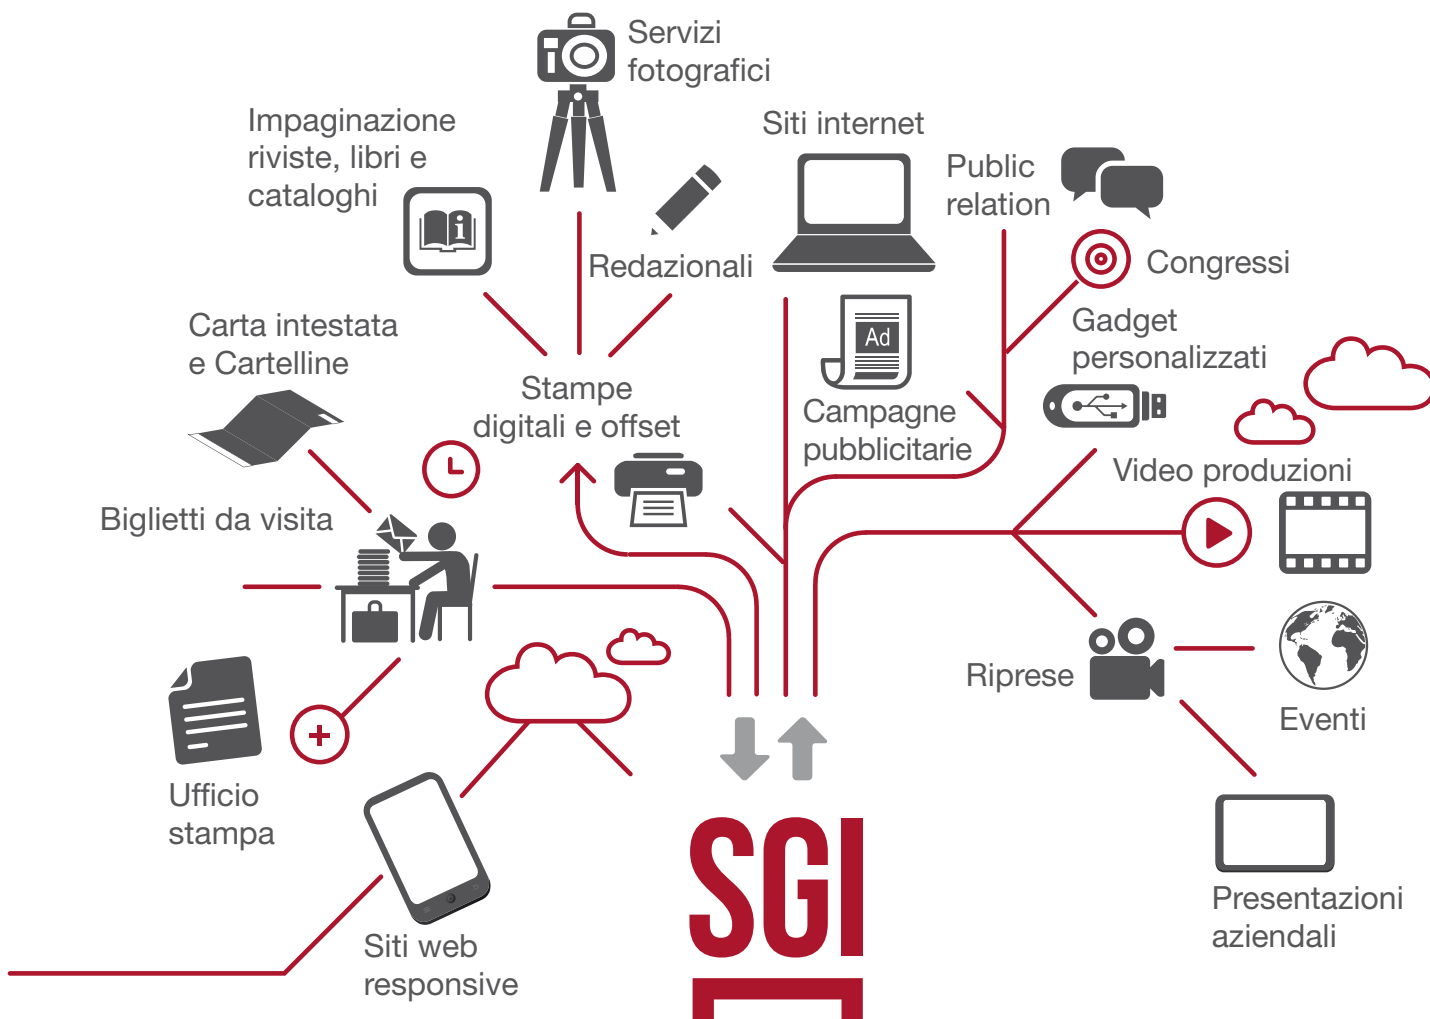 Servizi
fotografici
Impaginazione
riviste, libri e
cataloghi
i
Siti internet
Public
relation
Redazionali
Congressi
Carta intestata
e Cartelline
Ad
Gadget
personalizzati
Stampe
digitali e offset
Campagne
pubblicitarie
Video produzioni
Biglietti da visita
Riprese
Eventi
Ufficio
stampa
SGI
Presentazioni
aziendali
Siti web
responsive